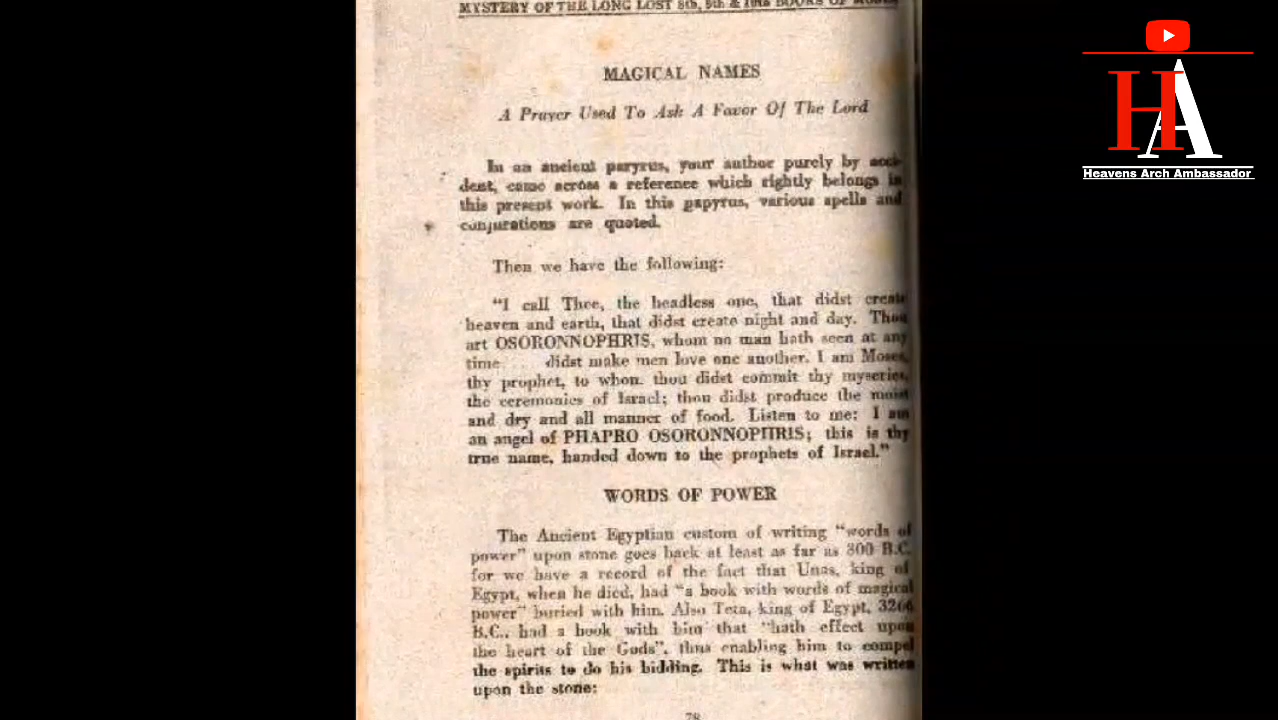 MYSTERY OF THE LONG LOST 8th, 9th & 10th BOOKS OF MOSES
MAGICAL NAMES
A Prayer Used To Ask A Favor Of The Lord
In an ancient papyrus, your author purely by acci-
dent, came across a reference which rightly belongs in
this present work. In this papyrus, various spells and
conjurations are quoted.
Then we have the following:
"I call Thee, the headless one, that didst create
heaven and earth, that didst create night and day. Thou
art OSORONNOPHRIS, whom no man hath seen at any
time didst make men love one another. I am Moses,
thy prophet, to whom thou didst commit thy myseries,
the ceremonies of Israel; thou didst produce the moist
and dry and all manner of food. Listen to me: I am
an angel of PHAPRO OSORONNOPHRIS; this is thy
true name, handed down to the prophets of Israel."
WORDS OF POWER
The Ancient Egyptian custom of writing "words of
power" upon stone goes back at least as far as 300 B.C.
for we have a record of the fact that Unas, king of
Egypt, when he died, had "a book with words of magical
power" buried with him. Also Teta, king of Egypt, 3266
B.C., had a book with him that "hath effect upon
the heart of the Gods", thus enabling him to compel
the spirits to do his bidding. This is what was written
upon the stone:
78
HA
Heavens Arch Ambassador